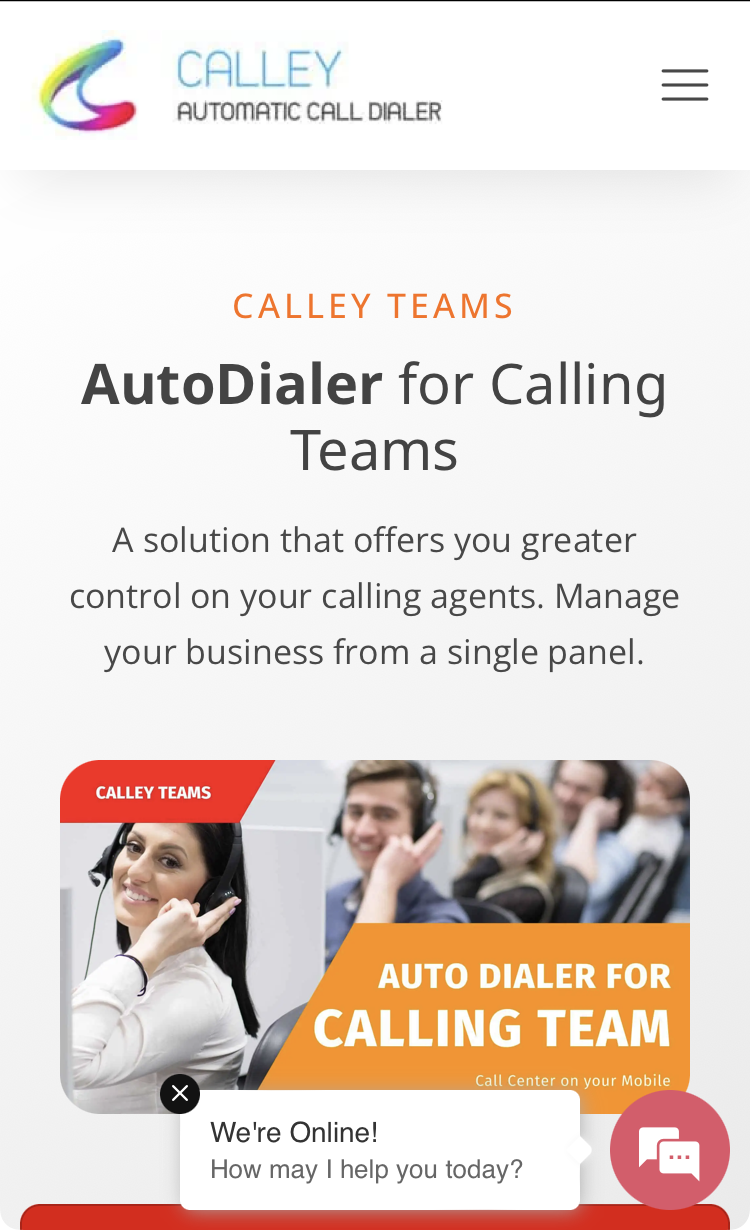 CALLEY
AUTOMATIC CALL DIALER
CALLEY TEAMS
AutoDialer for Calling
Teams
A solution that offers you greater
control on your calling agents. Manage
your business from a single panel.
CALLEY TEAMS
AUTO DIALER FOR
CALLING TEAM
Call Center on your Mobile
We're Online!
How may I help you today?